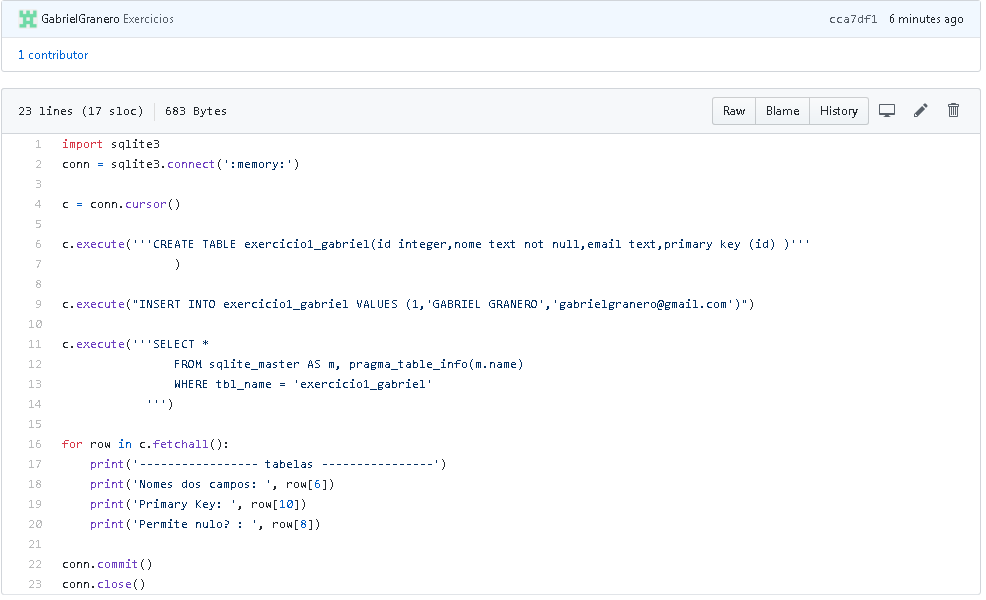 GabrielGranero Exercicios cca7df1 6 minutes ago
1 contributor
23 lines (17 sloc) 683 Bytes Raw Blame History
1 import sqlite3
2 conn = sqlite3.connect(':memory:')
3
4 c = conn.cursor()
5
6 c.execute('''CREATE TABLE exercicio1_gabriel(id integer,nome text not null,email text,primary key (id) )'''
7                 )
8
9 c.execute("INSERT INTO exercicio1_gabriel VALUES (1,'GABRIEL GRANERO','gabrielgranero@gmail.com')")
10
11 c.execute('''SELECT *
12                 FROM sqlite_master AS m, pragma_table_info(m.name)
13                 WHERE tbl_name = 'exercicio1_gabriel'
14             ''')
15
16 for row in c.fetchall():
17     print('----------------- tabelas ----------------')
18     print('Nomes dos campos: ', row[6])
19     print('Primary Key: ', row[10])
20     print('Permite nulo? : ', row[8])
21
22 conn.commit()
23 conn.close()